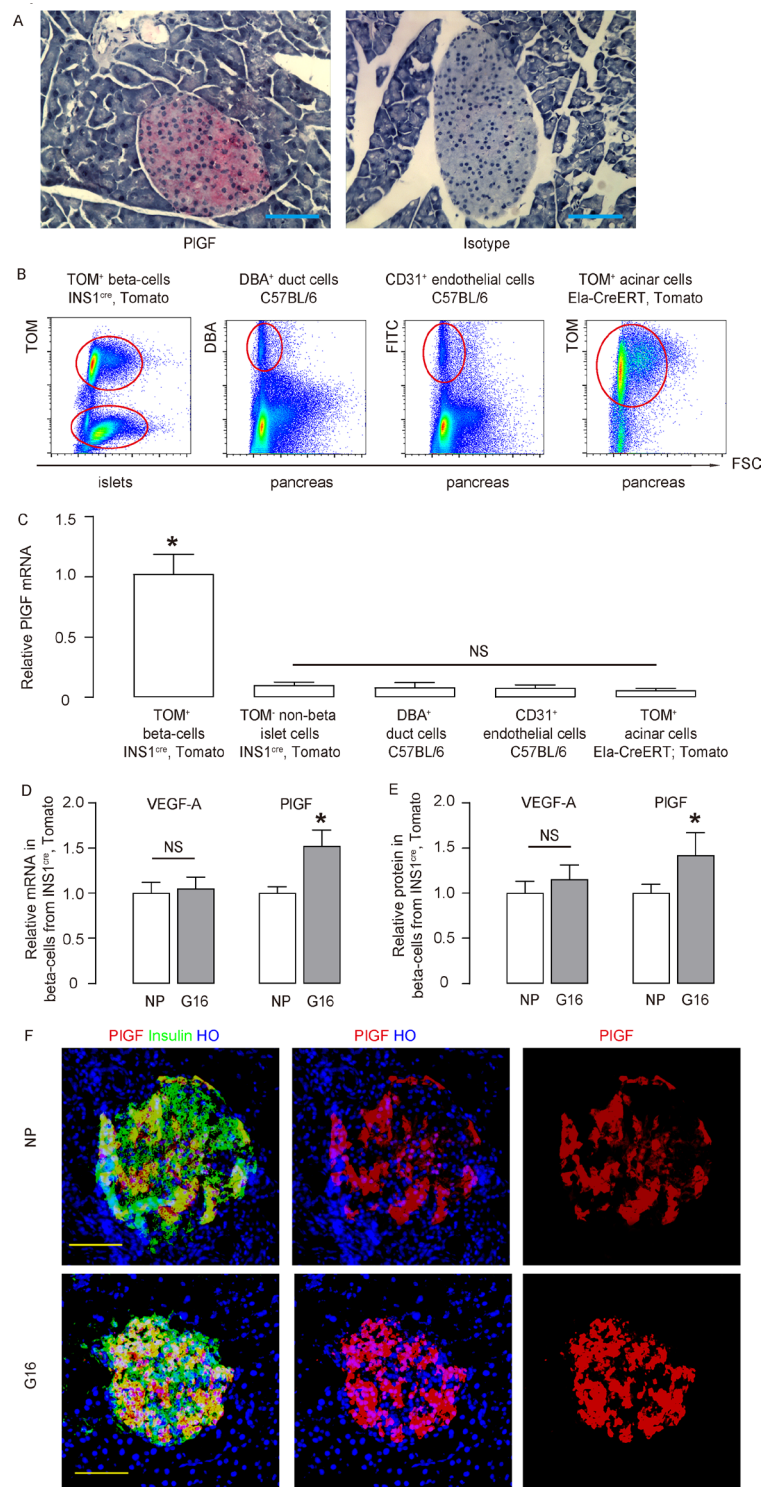 A
PlGF
Isotype
B
TOM⁺ beta-cells
INS1ᶜʳᵉ, Tomato
DBA⁺ duct cells
C57BL/6
CD31⁺ endothelial cells
C57BL/6
TOM⁺ acinar cells
Ela-CreERT, Tomato
TOM
DBA
FITC
TOM
FSC
islets
pancreas
pancreas
pancreas
C
Relative PlGF mRNA
1.5
1.0
0.5
0
*
NS
TOM⁺
beta-cells
INS1ᶜʳᵉ, Tomato
TOM⁻ non-beta
islet cells
INS1ᶜʳᵉ, Tomato
DBA⁺
duct cells
C57BL/6
CD31⁺
endothelial cells
C57BL/6
TOM⁺
acinar cells
Ela-CreERT; Tomato
D
Relative mRNA in
beta-cells from INS1ᶜʳᵉ, Tomato
2.0
1.5
1.0
0.5
0
VEGF-A
PlGF
NS
*
NP
G16
NP
G16
E
Relative protein in
beta-cells from INS1ᶜʳᵉ, Tomato
2.0
1.5
1.0
0.5
0
VEGF-A
PlGF
NS
*
NP
G16
NP
G16
F
PlGF Insulin HO
PlGF HO
PlGF
NP
G16